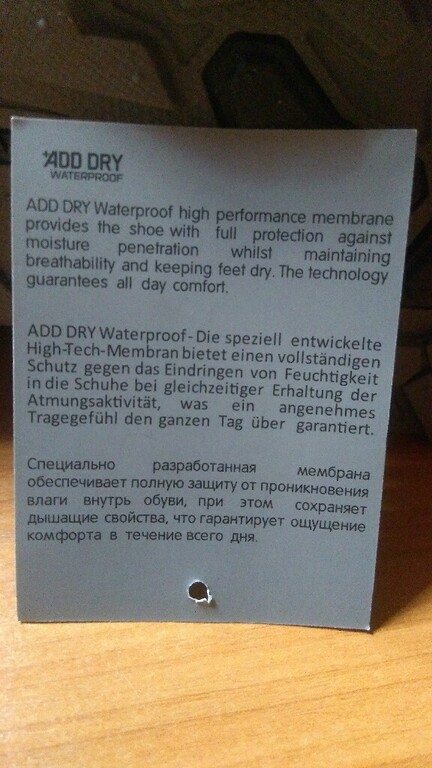 ADD DRY
WATERPROOF
ADD DRY Waterproof high performance membrane
provides the shoe with full protection against
moisture penetration whilst maintaining
breathability and keeping feet dry. The technology
guarantees all day comfort.
ADD DRY Waterproof - Die speziell entwickelte
High-Tech-Membran bietet einen vollständigen
Schutz gegen das Eindringen von Feuchtigkeit
in die Schuhe bei gleichzeitiger Erhaltung der
Atmungsaktivität, was ein angenehmes
Tragegefühl den ganzen Tag über garantiert.
Специально разработанная мембрана
обеспечивает полную защиту от проникновения
влаги внутрь обуви, при этом сохраняет
дышащие свойства, что гарантирует ощущение
комфорта в течение всего дня.